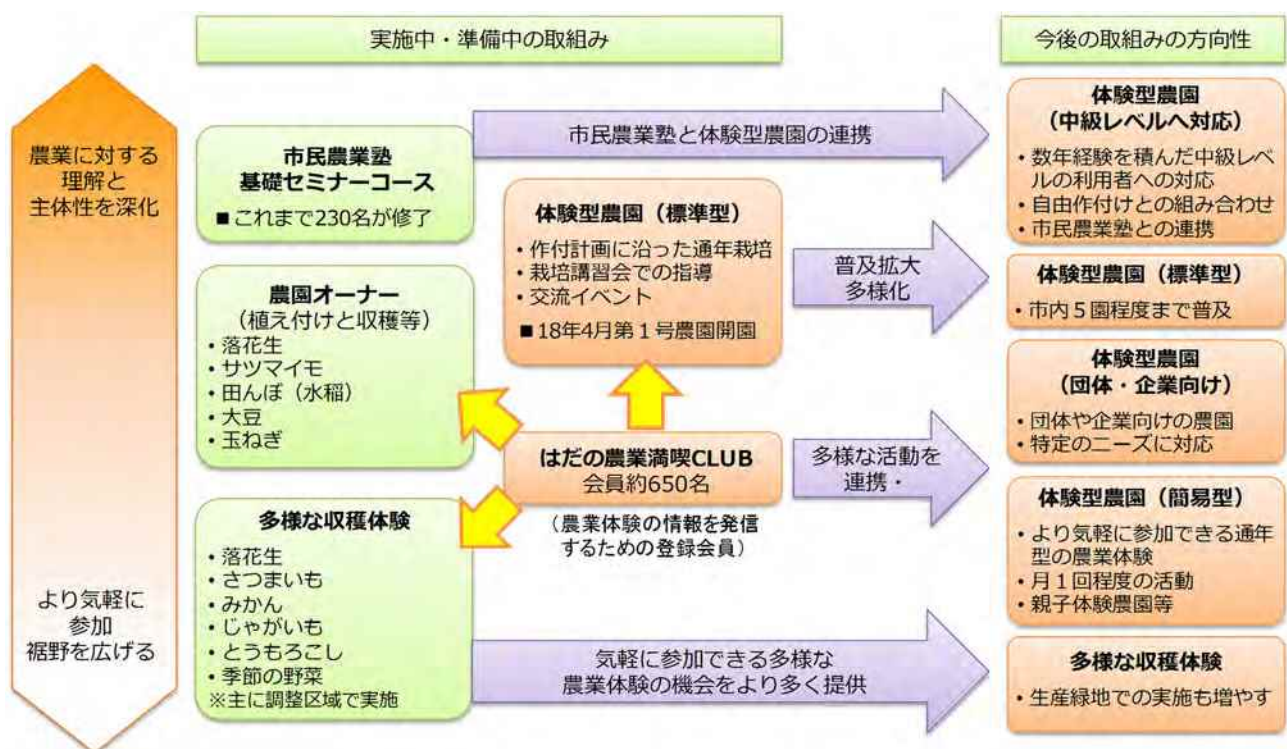 実施中・準備中の取組み
今後の取組みの方向性
農業に対する
理解と
主体性を深化
より気軽に
参加
裾野を広げる
市民農業塾
基礎セミナーコース
■これまで230名が修了
農園オーナー
（植え付けと収穫等）
・落花生
・サツマイモ
・田んぼ（水稲）
・大豆
・玉ねぎ
多様な収穫体験
・落花生
・さつまいも
・みかん
・じゃがいも
・とうもろこし
・季節の野菜
※主に調整区域で実施
市民農業塾と体験型農園の連携
体験型農園（標準型）
・作付計画に沿った通年栽培
・栽培講習会での指導
・交流イベント
■18年4月第１号農園開園
はだの農業満喫CLUB
会員約650名
（農業体験の情報を発信
するための登録会員）
普及拡大
多様化
多様な活動を
連携・
気軽に参加できる多様な
農業体験の機会をより多く提供
体験型農園
（中級レベルへ対応）
・数年経験を積んだ中級レベ
ルの利用者への対応
・自由作付けとの組み合わせ
・市民農業塾との連携
体験型農園（標準型）
・市内５園程度まで普及
体験型農園
（団体・企業向け）
・団体や企業向けの農園
・特定のニーズに対応
体験型農園（簡易型）
・より気軽に参加できる通年
型の農業体験
・月１回程度の活動
・親子体験農園等
多様な収穫体験
・生産緑地での実施も増やす